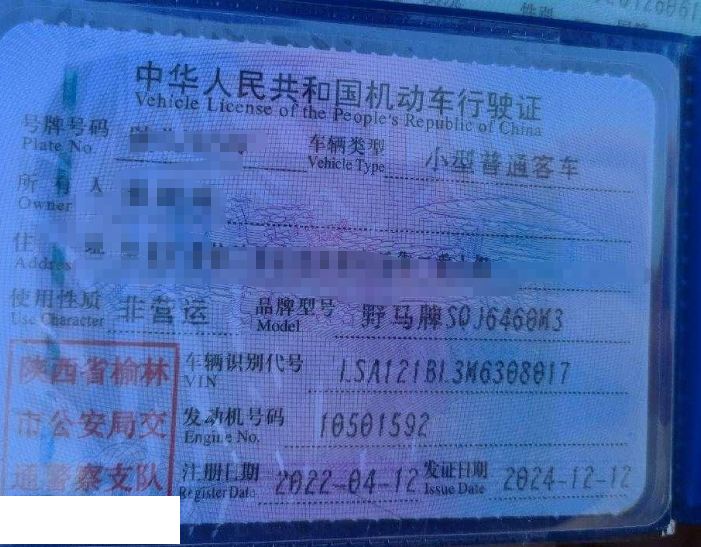 中华人民共和国机动车行驶证
Vehicle License of the People's Republic of China
号牌号码 车辆类型 小型普通客车
Plate No. Vehicle Type
所有人
Owner
住
Address
使用性质 非营运 品牌型号 野马牌SQJ6460M3
Use Character Model
陕西省榆林 车辆识别代号 LSA121BL3M6308017
VIN
市公安局交 发动机号码 10501592
Engine No.
通警察支队 注册日期 2022-04-12 发证日期 2024-12-12
Register Date Issue Date